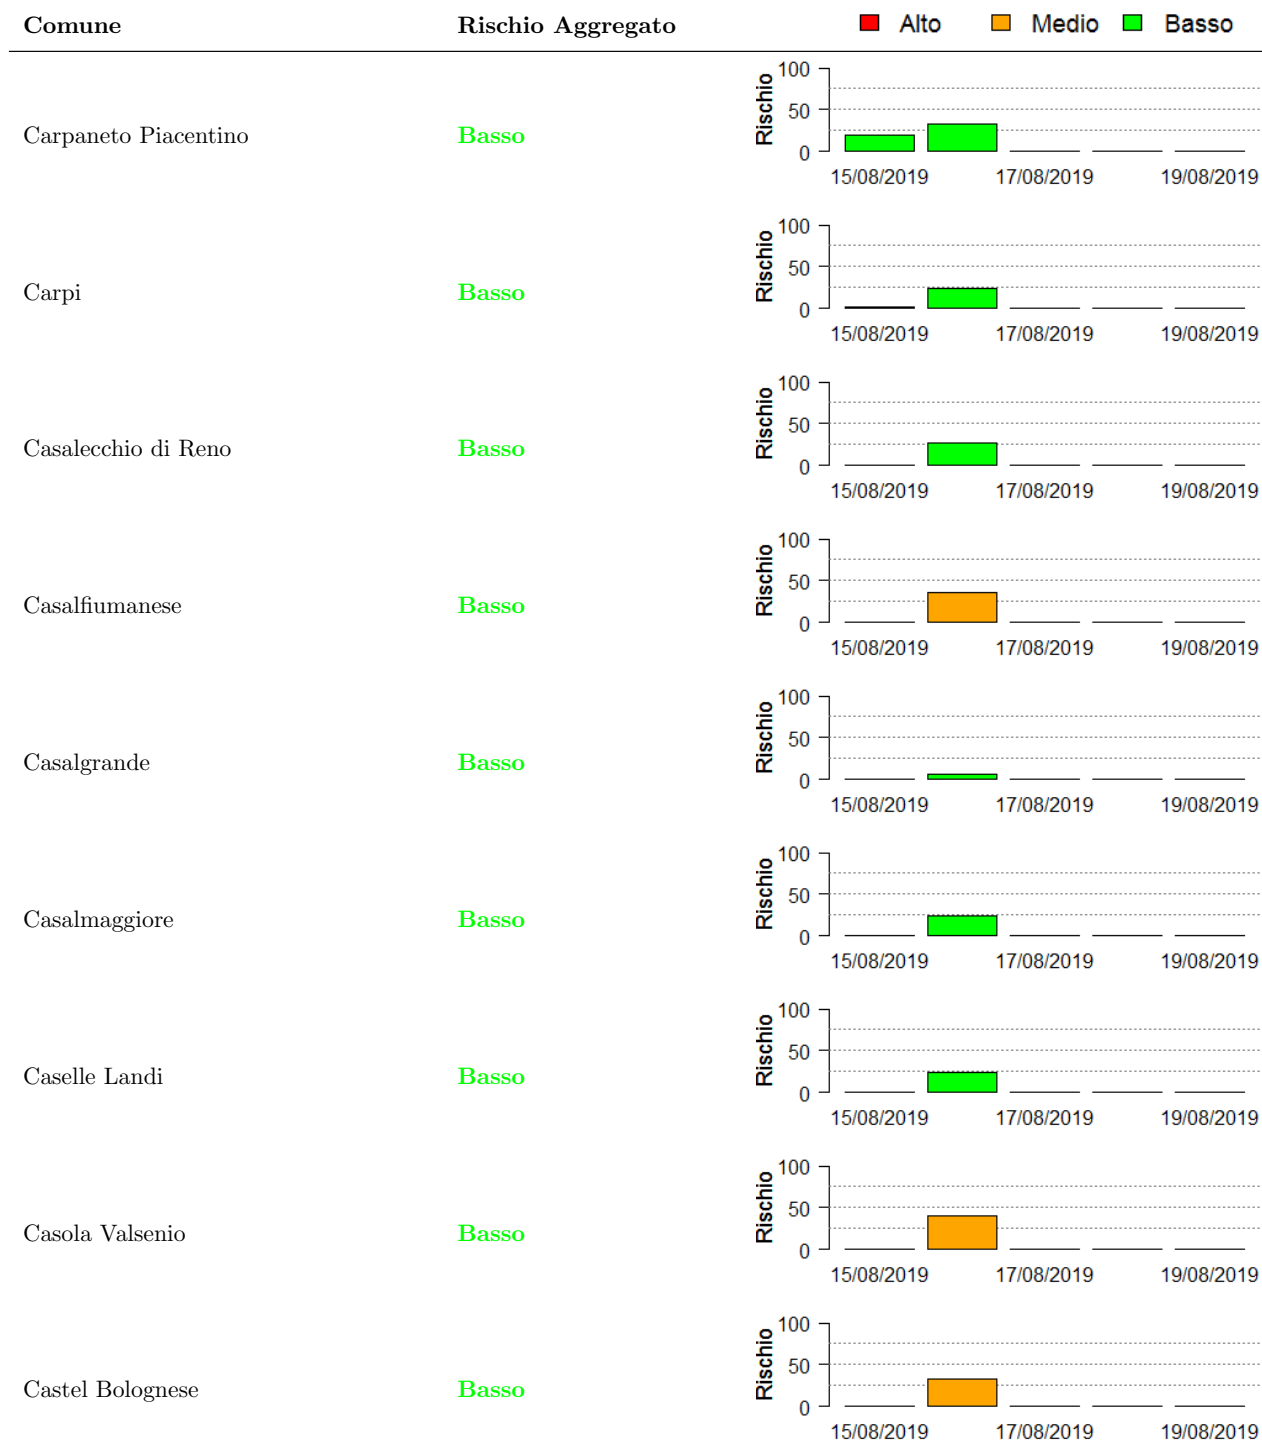 Comune Rischio Aggregato Alto Medio Basso
Carpaneto Piacentino Basso
Rischio
100
50
0
15/08/2019 17/08/2019 19/08/2019
Carpi Basso
Rischio
100
50
0
15/08/2019 17/08/2019 19/08/2019
Casalecchio di Reno Basso
Rischio
100
50
0
15/08/2019 17/08/2019 19/08/2019
Casalfiumanese Basso
Rischio
100
50
0
15/08/2019 17/08/2019 19/08/2019
Casalgrande Basso
Rischio
100
50
0
15/08/2019 17/08/2019 19/08/2019
Casalmaggiore Basso
Rischio
100
50
0
15/08/2019 17/08/2019 19/08/2019
Caselle Landi Basso
Rischio
100
50
0
15/08/2019 17/08/2019 19/08/2019
Casola Valsenio Basso
Rischio
100
50
0
15/08/2019 17/08/2019 19/08/2019
Castel Bolognese Basso
Rischio
100
50
0
15/08/2019 17/08/2019 19/08/2019